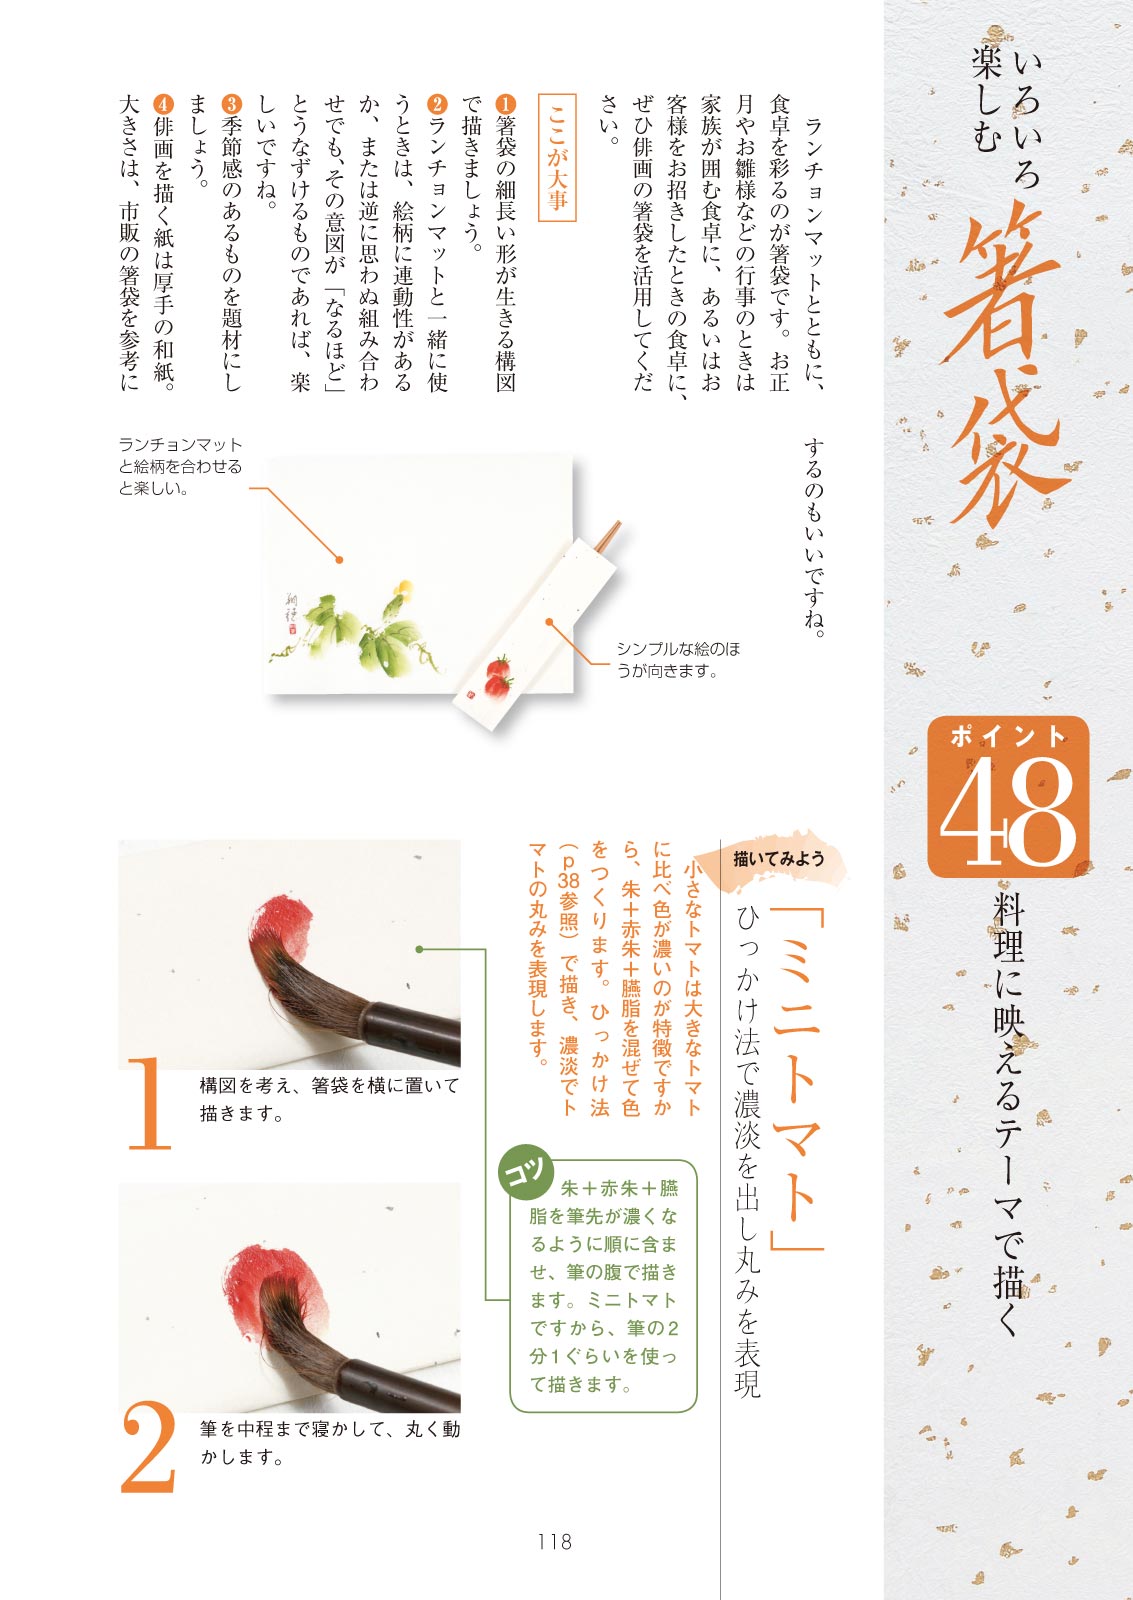 いろいろ
楽しむ
箸袋
ポイント
48
料理に映えるテーマで描く
ランチョンマットとともに、
食卓を彩るのが箸袋です。お正
月やお雛様などの行事のときは
家族が囲む食卓に、あるいはお
客様をお招きしたときの食卓に、
ぜひ俳画の箸袋を活用してくだ
さい。
ここが大事
❶箸袋の細長い形が生きる構図
で描きましょう。
❷ランチョンマットと一緒に使
うときは、絵柄に連動性がある
か、または逆に思わぬ組み合わ
せでも、その意図が「なるほど」
とうなずけるものであれば、楽
しいですね。
❸季節感のあるものを題材にし
ましょう。
❹俳画を描く紙は厚手の和紙。
大きさは、市販の箸袋を参考に
するのもいいですね。
ランチョンマット
と絵柄を合わせる
と楽しい。
シンプルな絵のほ
うが向きます。
描いてみよう
「ミニトマト」
ひっかけ法で濃淡を出し丸みを表現
小さなトマトは大きなトマト
に比べ色が濃いのが特徴ですか
ら、朱＋赤朱＋臙脂を混ぜて色
をつくります。ひっかけ法
（p38参照）で描き、濃淡でト
マトの丸みを表現します。
1
構図を考え、箸袋を横に置いて
描きます。
コツ
朱＋赤朱＋臙
脂を筆先が濃くな
るように順に含ま
せ、筆の腹で描き
ます。ミニトマト
ですから、筆の2
分1ぐらいを使っ
て描きます。
2
筆を中程まで寝かして、丸く動
かします。
118